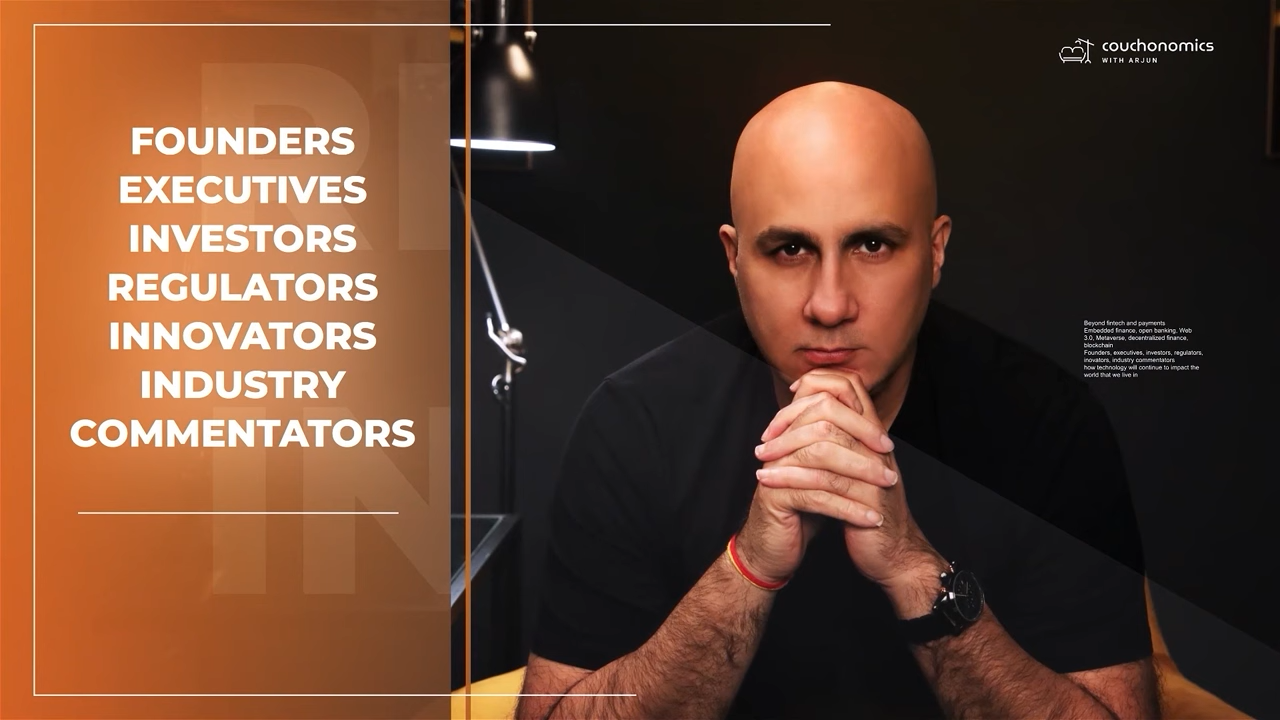 FOUNDERS
EXECUTIVES
INVESTORS
REGULATORS
INNOVATORS
INDUSTRY
COMMENTATORS
couchonomics
WITH ARJUN
Beyond fintech and payments
Embedded finance, open banking, Web
3.0, Metaverse, decentralized finance,
blockchain
Founders, executives, investors, regulators,
inovators, industry commentators
how technology will continue to impact the
world that we live in
RE
IN